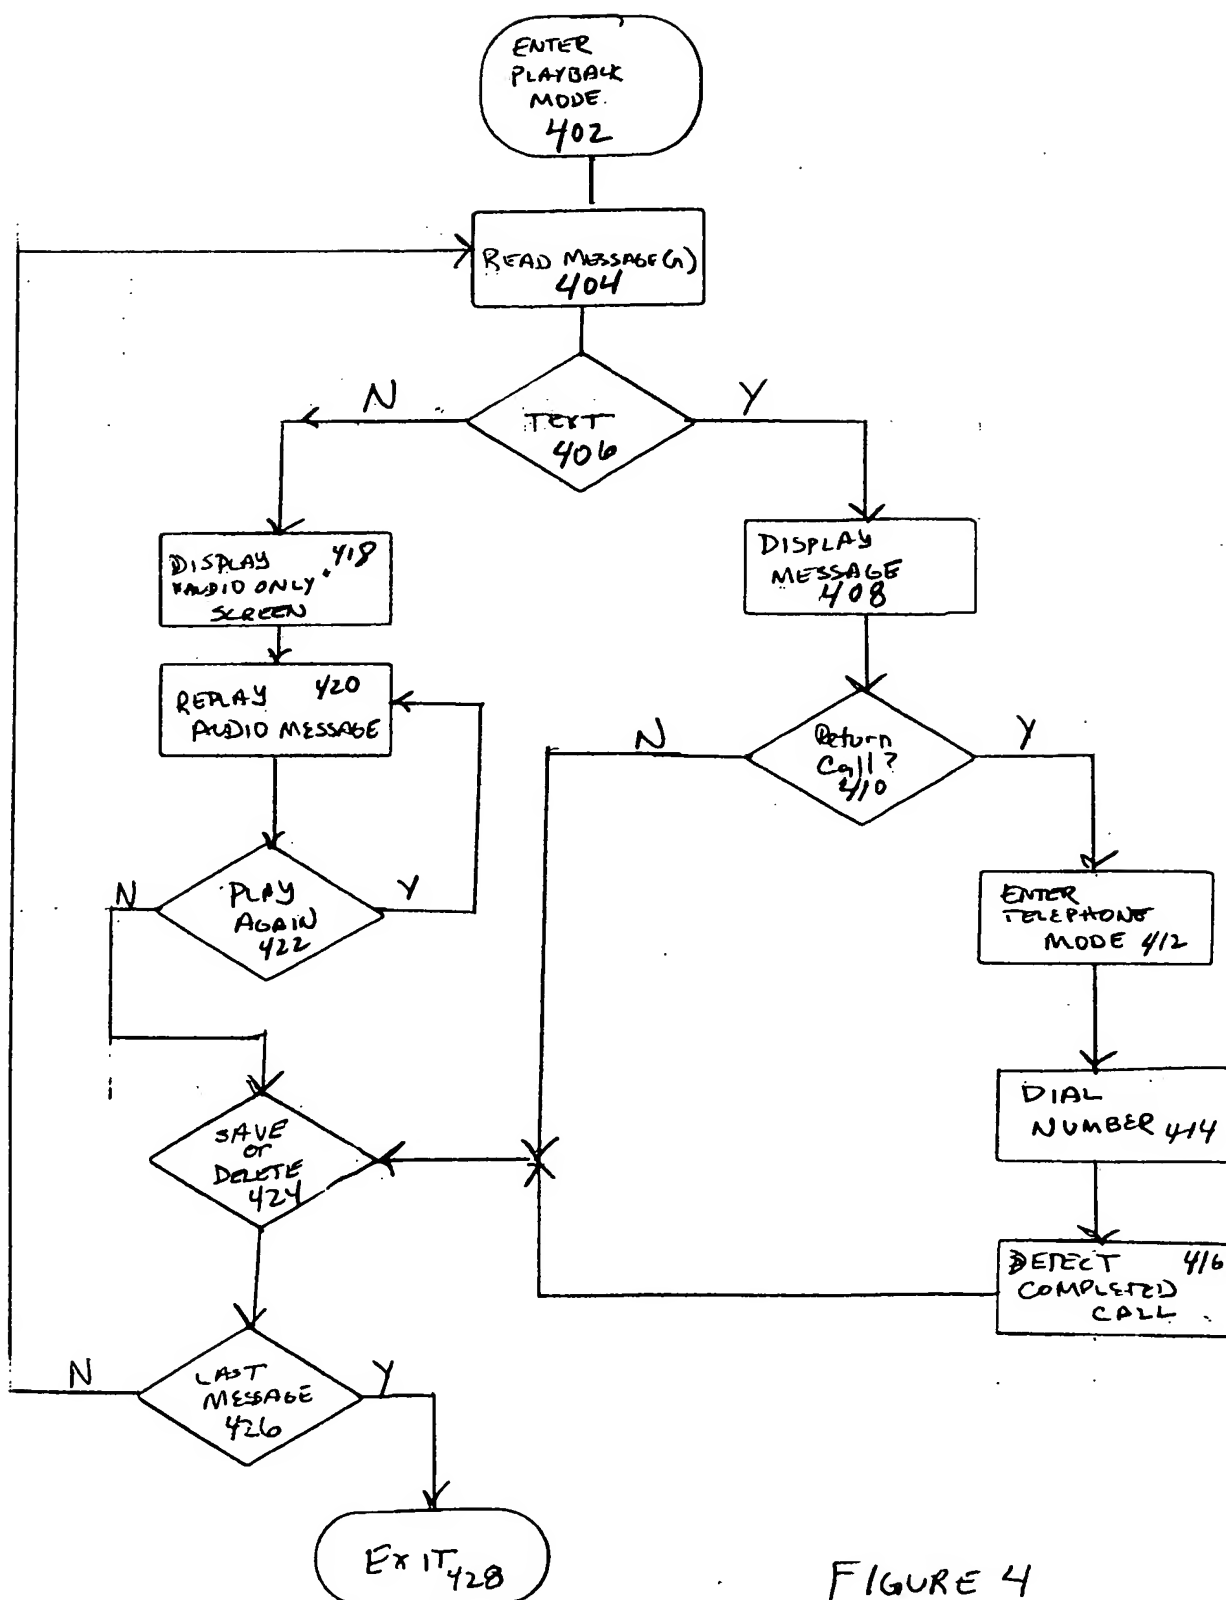 ENTER
PLAYBACK
MODE.
402
READ MESSAGE(n)
404
N
Y
TEXT
406
DISPLAY 418
"AUDIO ONLY"
SCREEN
DISPLAY
MESSAGE
408
REPLAY 420
AUDIO MESSAGE
N
Return
Call?
410
Y
N
PLAY
AGAIN
422
Y
ENTER
TELEPHONE
MODE 412
DIAL
NUMBER 414
SAVE
or
DELETE
424
DETECT 416
COMPLETED
CALL
N
LAST
MESSAGE
426
Y
EXIT 428
FIGURE 4